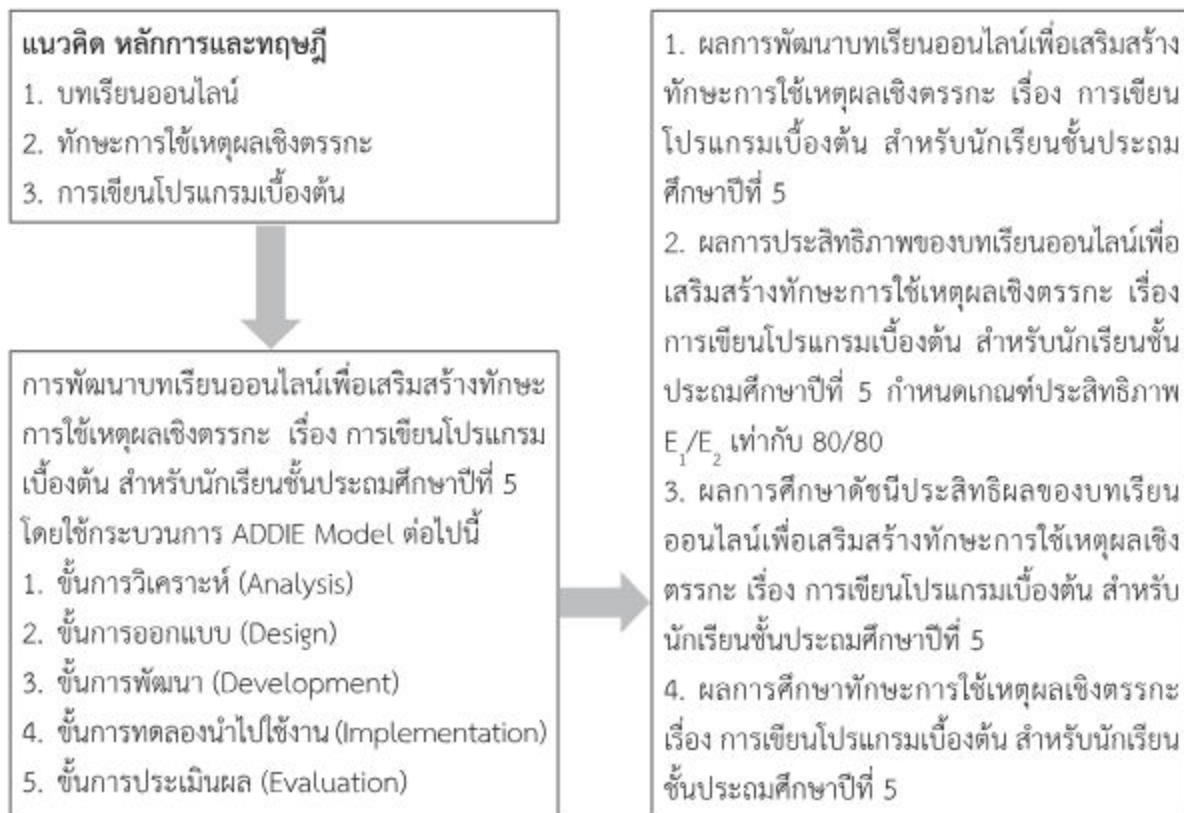 แนวคิด หลักการและทฤษฎี
1. บทเรียนออนไลน์
2. ทักษะการใช้เหตุผลเชิงตรรกะ
3. การเขียนโปรแกรมเบื้องต้น
การพัฒนาบทเรียนออนไลน์เพื่อเสริมสร้างทักษะ
การใช้เหตุผลเชิงตรรกะ เรื่อง การเขียนโปรแกรม
เบื้องต้น สำหรับนักเรียนชั้นประถมศึกษาปีที่ 5
โดยใช้กระบวนการ ADDIE Model ต่อไปนี้
1. ขั้นการวิเคราะห์ (Analysis)
2. ขั้นการออกแบบ (Design)
3. ขั้นการพัฒนา (Development)
4. ขั้นการทดลองนำไปใช้งาน (Implementation)
5. ขั้นการประเมินผล (Evaluation)
1. ผลการพัฒนาบทเรียนออนไลน์เพื่อเสริมสร้าง
ทักษะการใช้เหตุผลเชิงตรรกะ เรื่อง การเขียน
โปรแกรมเบื้องต้น สำหรับนักเรียนชั้นประถม
ศึกษาปีที่ 5
2. ผลการประสิทธิภาพของบทเรียนออนไลน์เพื่อ
เสริมสร้างทักษะการใช้เหตุผลเชิงตรรกะ เรื่อง
การเขียนโปรแกรมเบื้องต้น สำหรับนักเรียนชั้น
ประถมศึกษาปีที่ 5 กำหนดเกณฑ์ประสิทธิภาพ
E₁/E₂ เท่ากับ 80/80
3. ผลการศึกษาดัชนีประสิทธิผลของบทเรียน
ออนไลน์เพื่อเสริมสร้างทักษะการใช้เหตุผลเชิง
ตรรกะ เรื่อง การเขียนโปรแกรมเบื้องต้น สำหรับ
นักเรียนชั้นประถมศึกษาปีที่ 5
4. ผลการศึกษาทักษะการใช้เหตุผลเชิงตรรกะ
เรื่อง การเขียนโปรแกรมเบื้องต้น สำหรับนักเรียน
ชั้นประถมศึกษาปีที่ 5